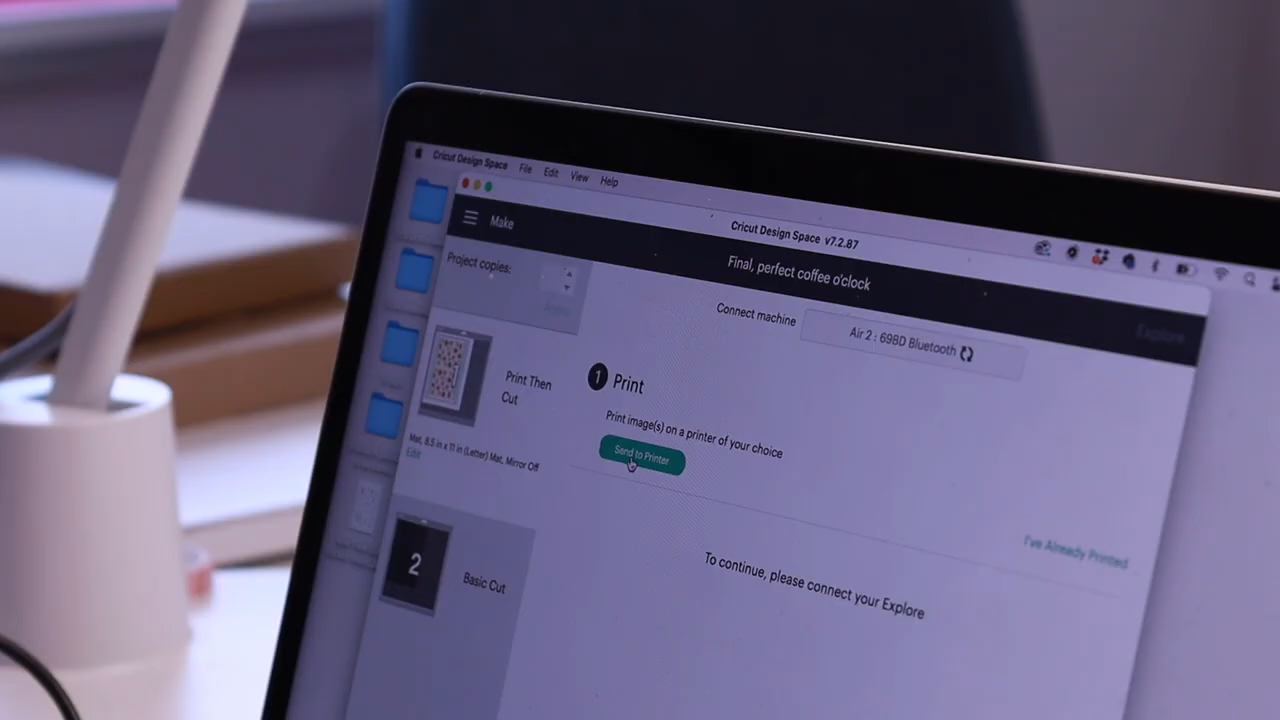 Cricut Design Space File Edit View Help
Cricut Design Space v7.2.87
Make
Final, perfect coffee o'clock
Explore
Project copies:
Connect machine
Air 2 : 69BD Bluetooth
Print Then
Cut
Mat, 8.5 in x 11 in (Letter) Mat, Mirror Off
Edit
1 Print
Print image(s) on a printer of your choice
Send to Printer
I've Already Printed
2
Basic Cut
To continue, please connect your Explore